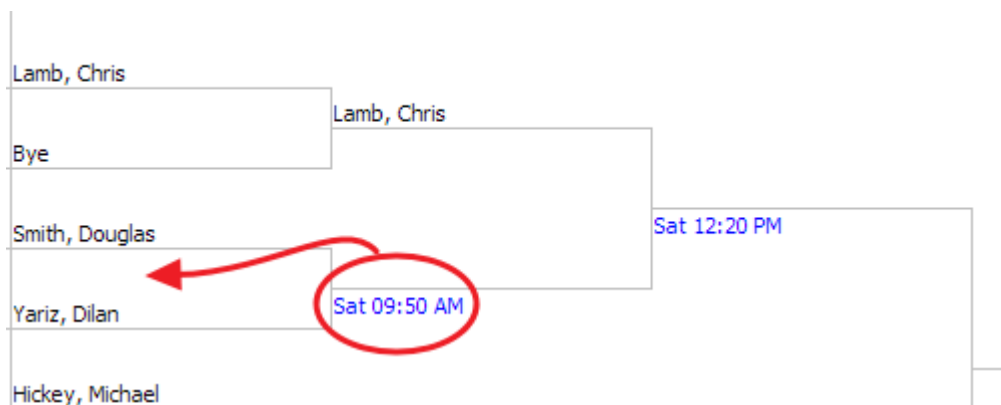 Lamb, Chris
Lamb, Chris
Bye
Smith, Douglas
Sat 12:20 PM
Sat 09:50 AM
Yariz, Dilan
Hickey, Michael